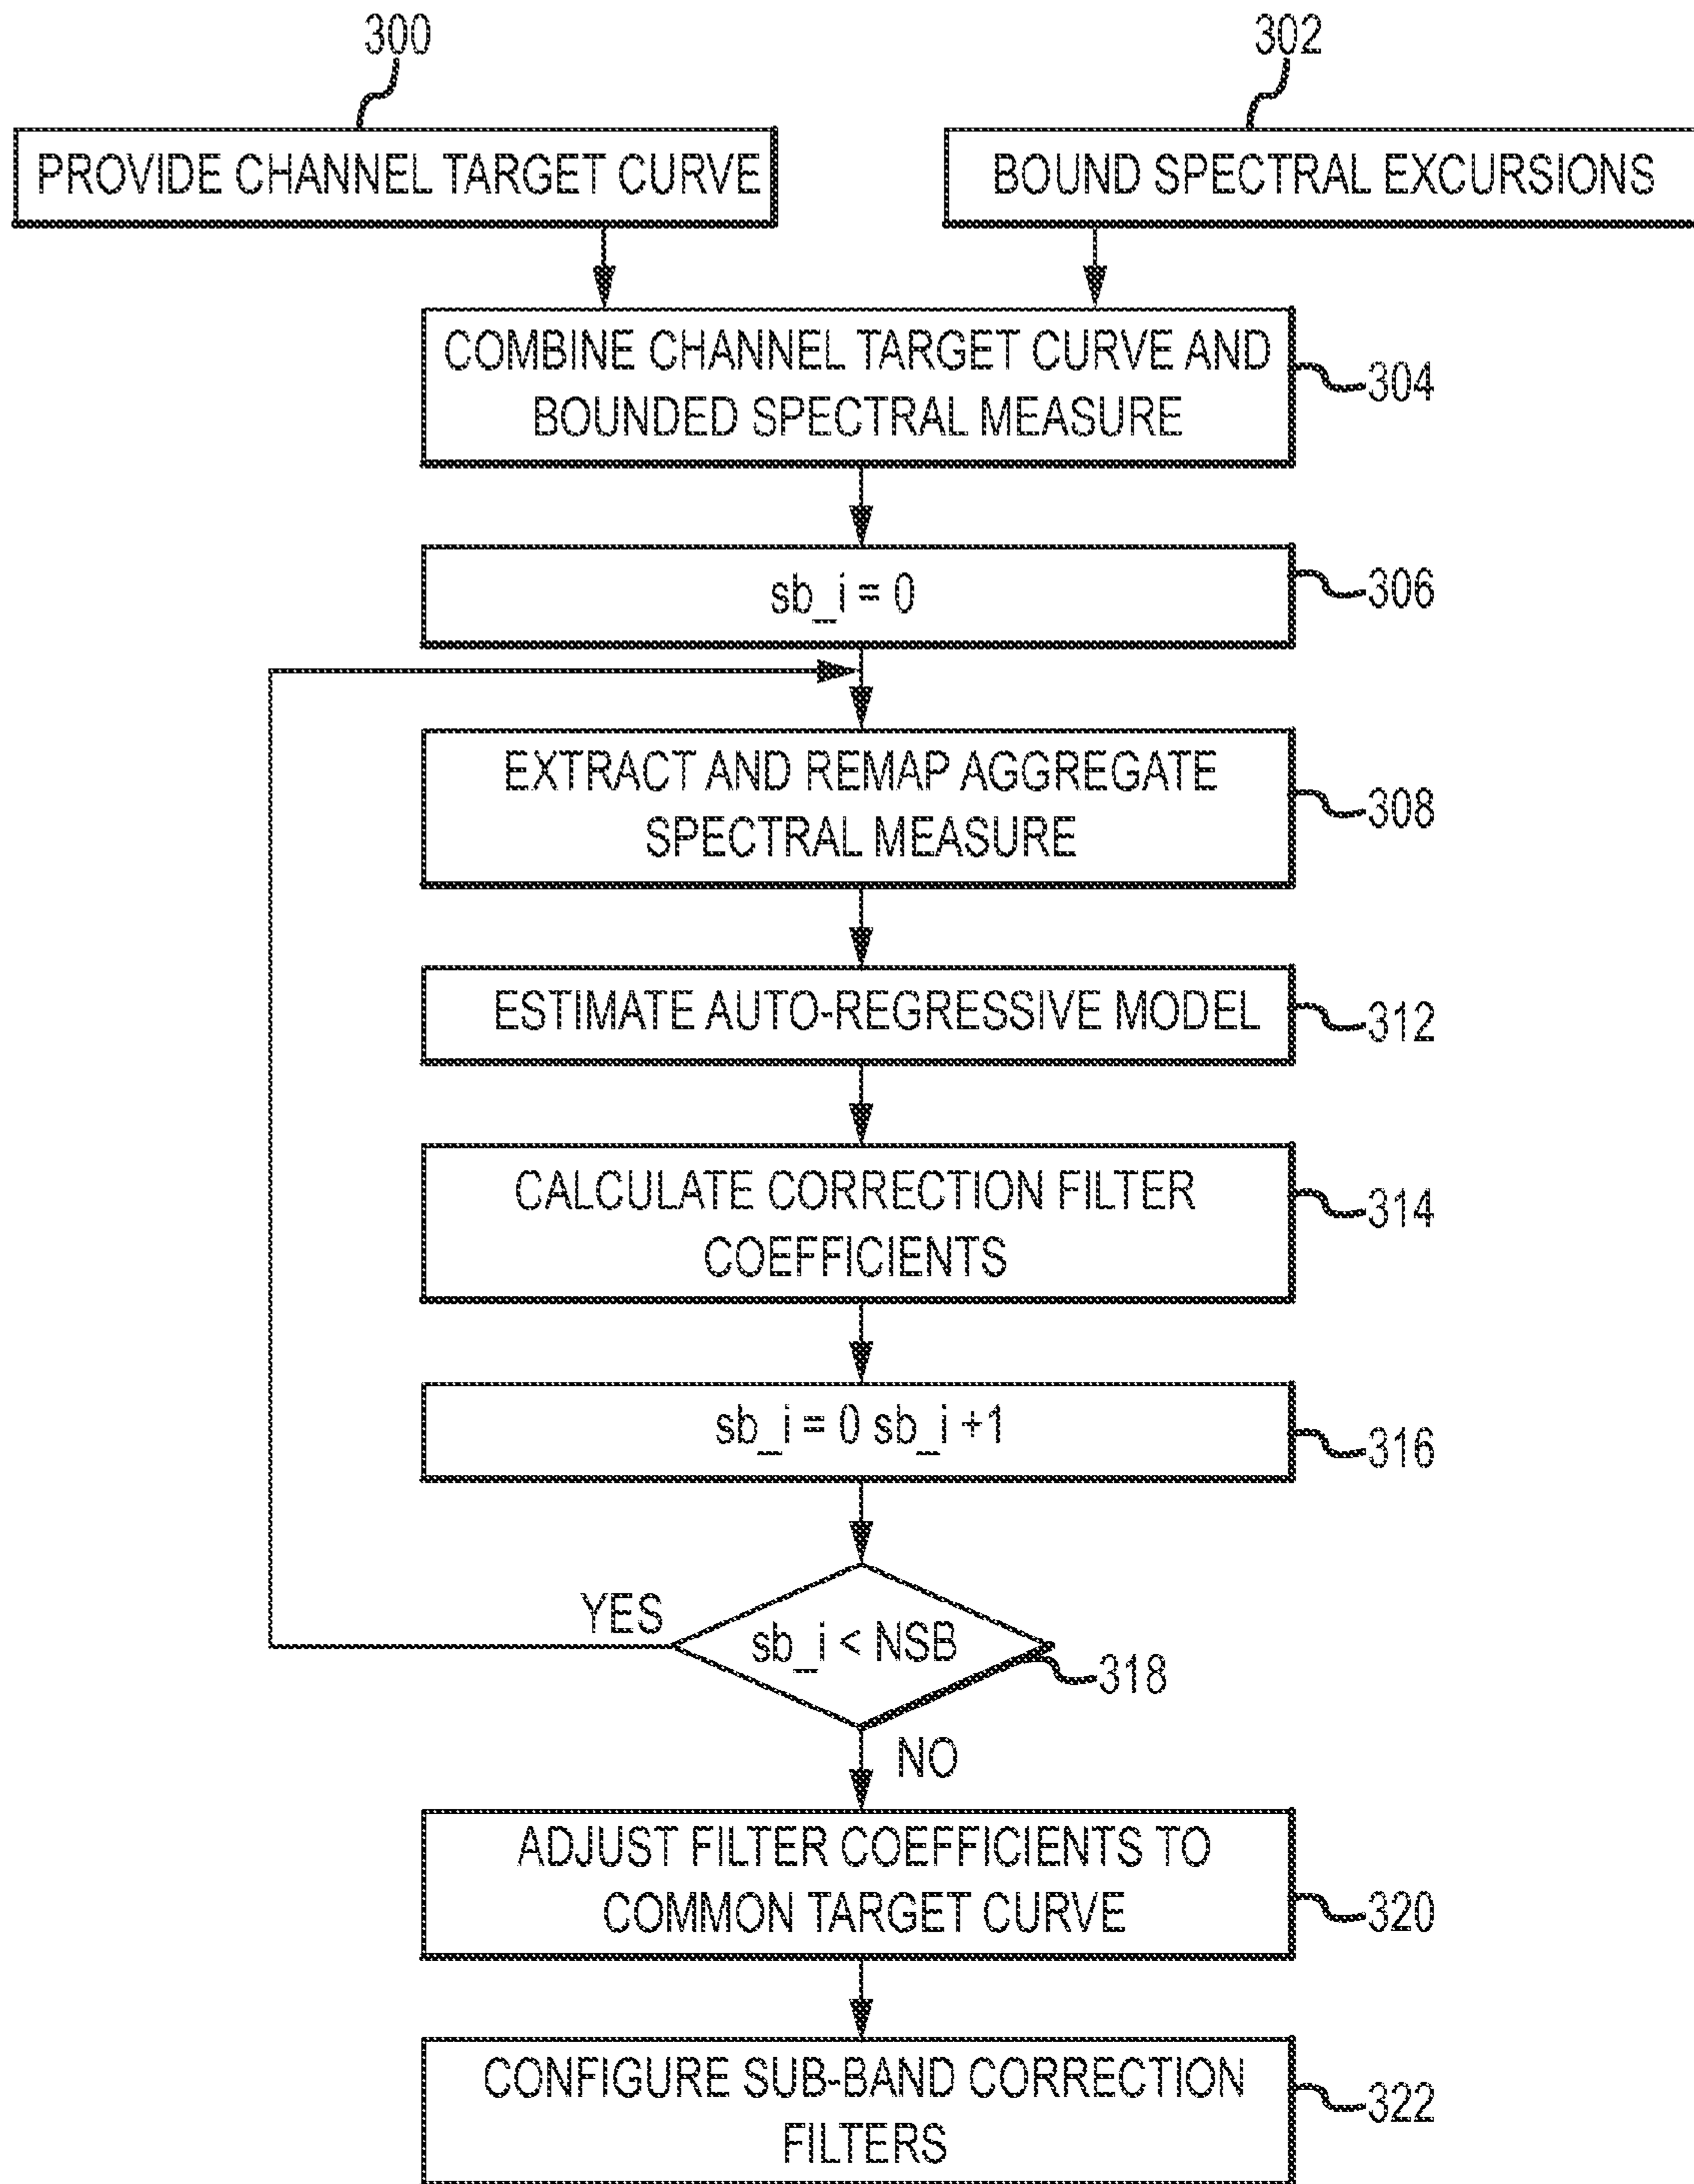 300
302
PROVIDE CHANNEL TARGET CURVE
BOUND SPECTRAL EXCURSIONS
COMBINE CHANNEL TARGET CURVE AND
BOUNDED SPECTRAL MEASURE
304
sb_i = 0
306
EXTRACT AND REMAP AGGREGATE
SPECTRAL MEASURE
308
ESTIMATE AUTO-REGRESSIVE MODEL
312
CALCULATE CORRECTION FILTER
COEFFICIENTS
314
sb_i = 0 sb_i +1
316
YES
sb_i < NSB
318
NO
ADJUST FILTER COEFFICIENTS TO
COMMON TARGET CURVE
320
CONFIGURE SUB-BAND CORRECTION
FILTERS
322